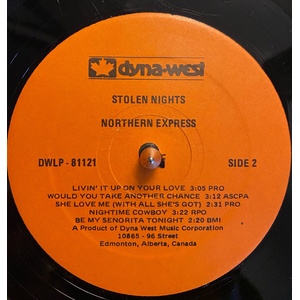 dyna-west
STOLEN NIGHTS
NORTHERN EXPRESS
DWLP - 81121 SIDE 2
LIVIN' IT UP ON YOUR LOVE 3:05 PRO
WOULD YOU TAKE ANOTHER CHANCE 3:12 ASCPA
SHE LOVE ME (WITH ALL SHE'S GOT) 2:31 PRO
NIGHTIME COWBOY 3:22 RPO
BE MY SENORITA TONIGHT 2:20 BMI
A Product of Dyna West Music Corporation
10865 - 96 Street
Edmonton, Alberta, Canada